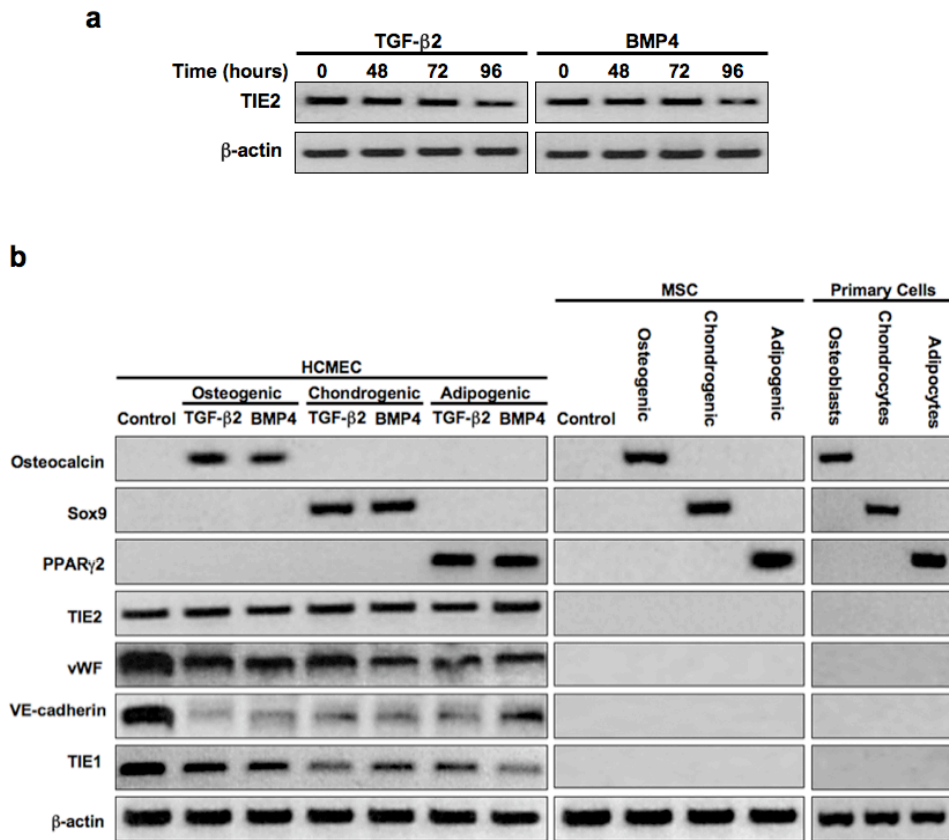 a
TGF-β2 BMP4
Time (hours) 0 48 72 96 0 48 72 96
TIE2
β-actin
b
MSC Primary Cells
Osteogenic Chondrogenic Adipogenic Osteoblasts Chondrocytes Adipocytes
HCMEC
Osteogenic Chondrogenic Adipogenic
Control TGF-β2 BMP4 TGF-β2 BMP4 TGF-β2 BMP4 Control
Osteocalcin
Sox9
PPARγ2
TIE2
vWF
VE-cadherin
TIE1
β-actin